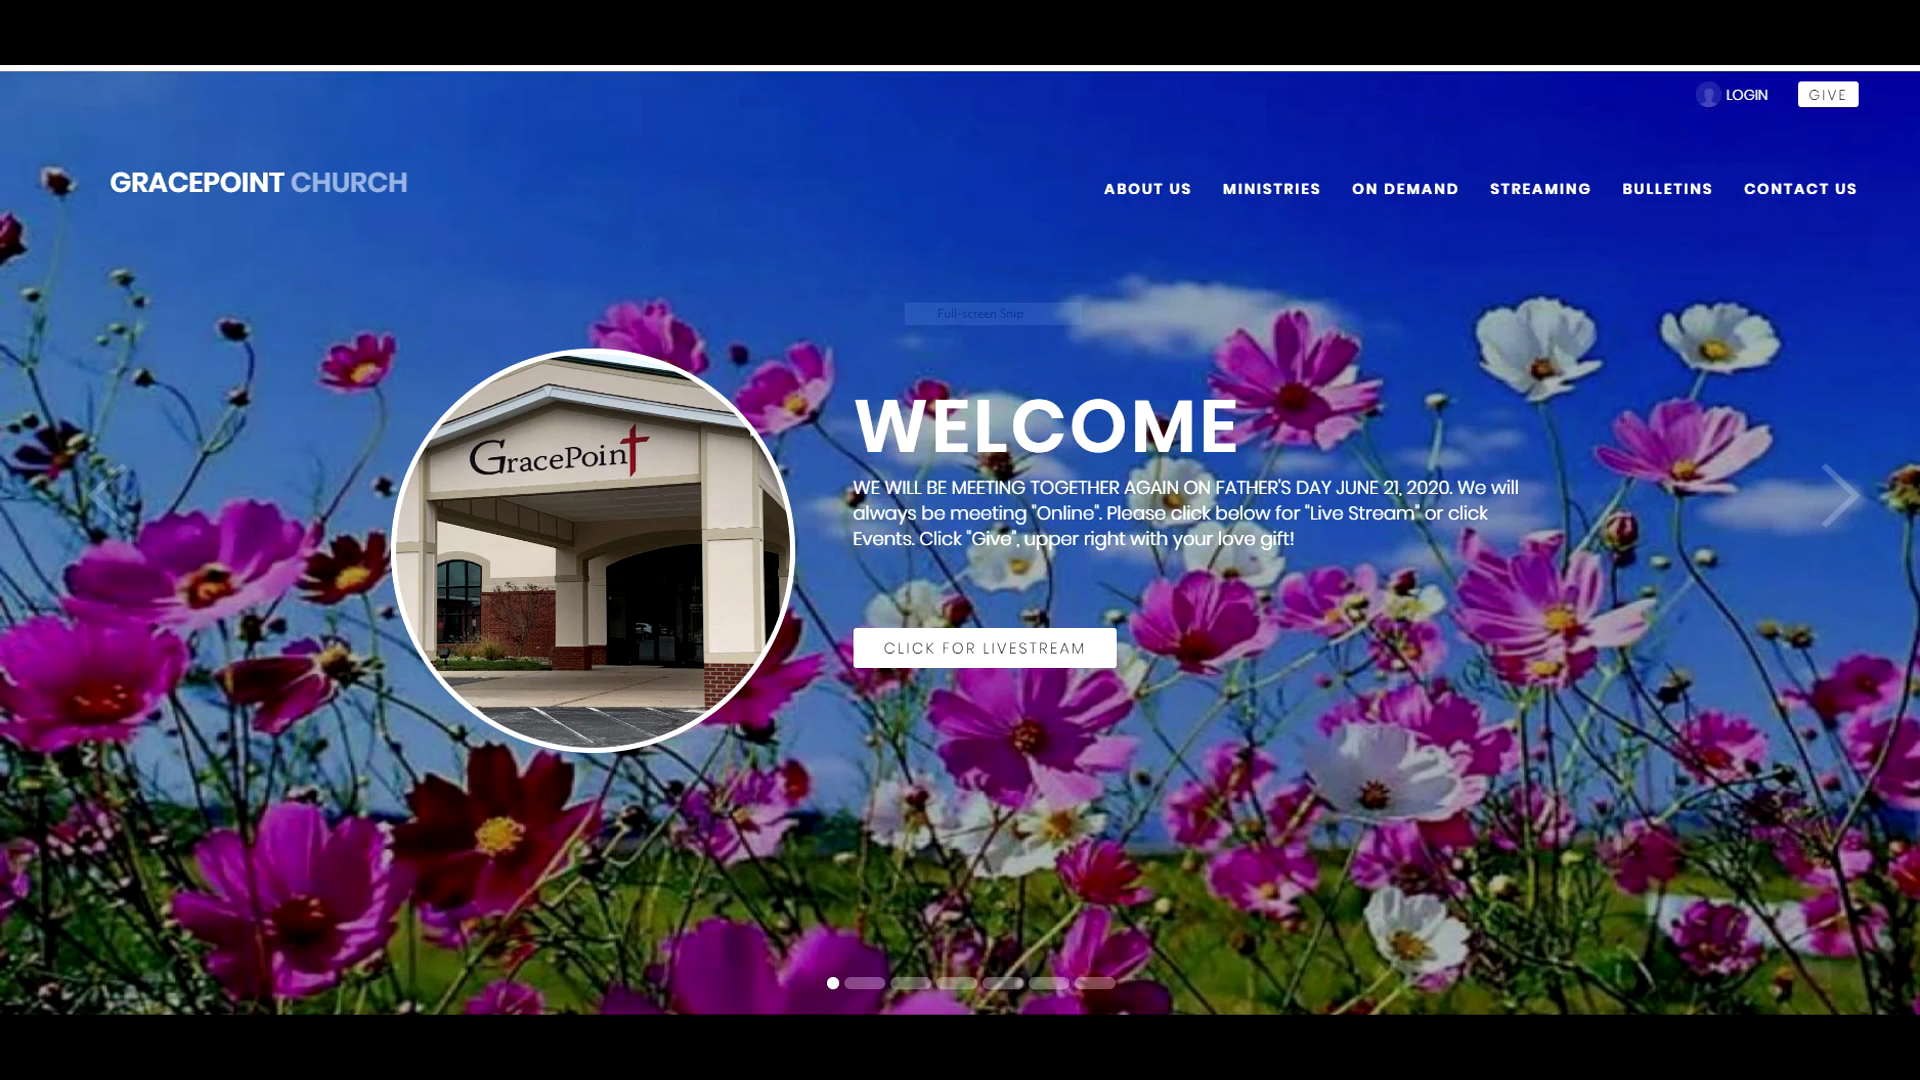 LOGIN
GIVE
GRACEPOINT CHURCH
ABOUT US MINISTRIES ON DEMAND STREAMING BULLETINS CONTACT US
Full-screen Snip
GracePoint
WELCOME
WE WILL BE MEETING TOGETHER AGAIN ON FATHER'S DAY JUNE 21, 2020. We will
always be meeting "Online". Please click below for "Live Stream" or click
Events. Click "Give", upper right with your love gift!
CLICK FOR LIVESTREAM